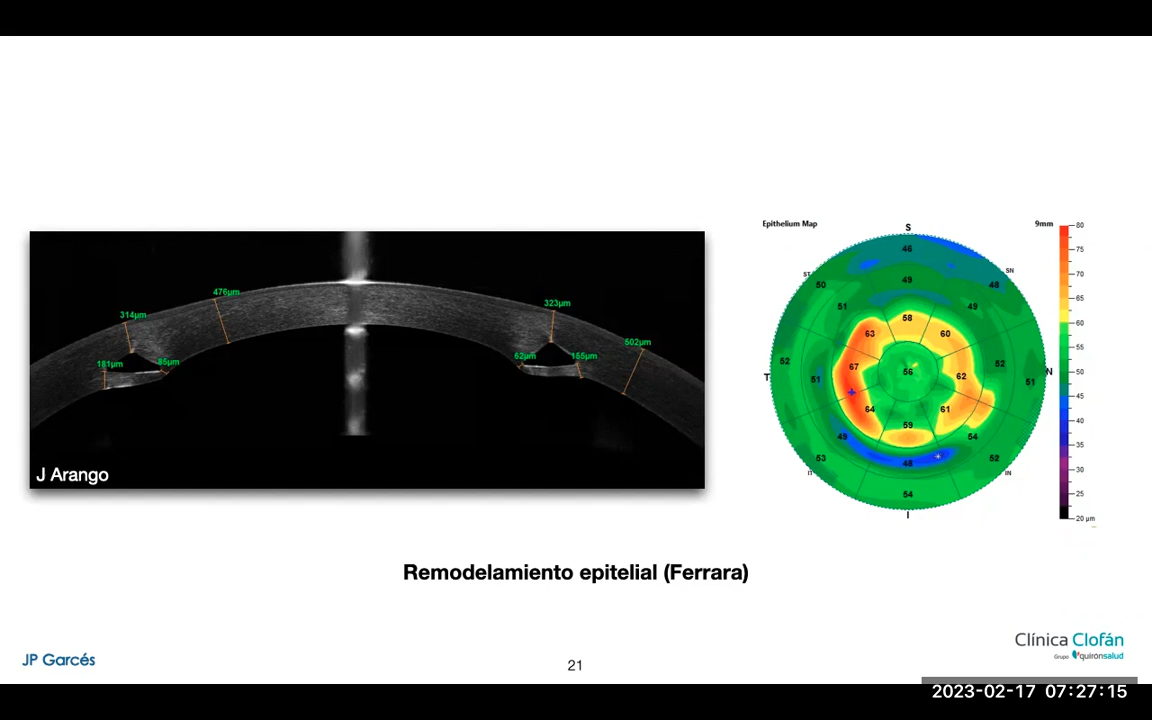 476µm
314µm
323µm
502µm
181µm
85µm
62µm
155µm
J Arango
Epithelium Map
9mm
S
46
ST
SN
50
49
48
51
49
58
63
60
52
52
67
56
62
T
51
51
N
64
61
49
59
54
53
48
52
IT
IN
54
I
80
75
70
65
60
55
50
45
40
35
30
25
20 µm
Remodelamiento epitelial (Ferrara)
JP Garcés
21
Clínica Clofán
Grupo quirónsalud
2023-02-17 07:27:15